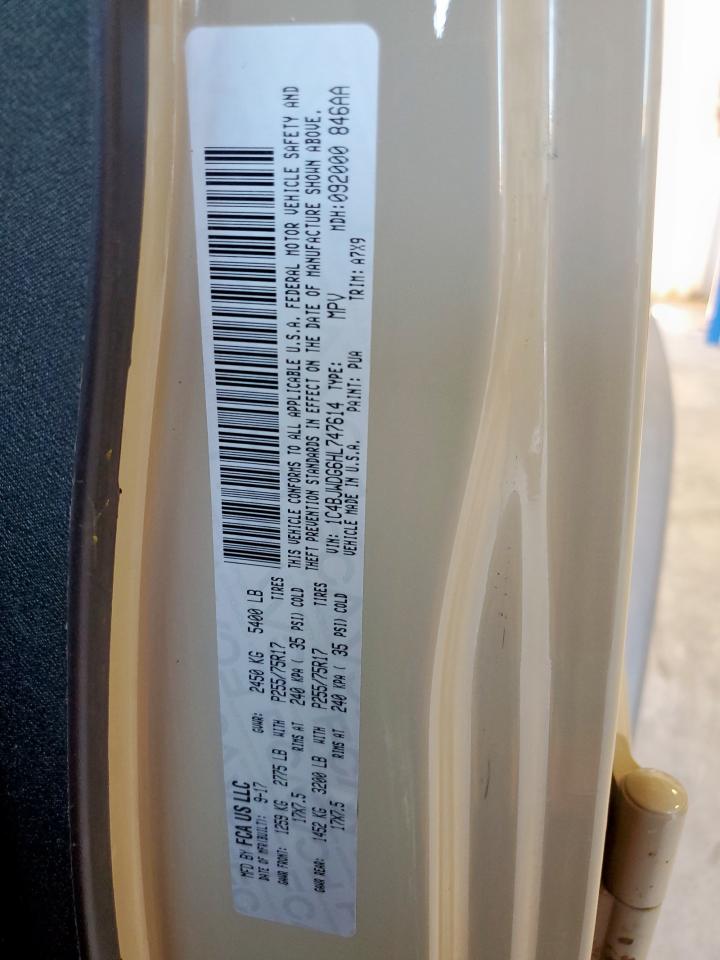 MFD BY FCA US LLC
DATE OF MFR(BUILT): 9-17 GVWR: 2450 KG 5400 LB
GAWR FRONT: 1259 KG 2775 LB WITH P255/75R17 TIRES
17X7.5 RIMS AT 240 KPA ( 35 PSI) COLD
GAWR REAR: 1452 KG 3200 LB WITH P255/75R17 TIRES
17X7.5 RIMS AT 240 KPA ( 35 PSI) COLD
THIS VEHICLE CONFORMS TO ALL APPLICABLE U.S.A. FEDERAL MOTOR VEHICLE SAFETY AND
THEFT PREVENTION STANDARDS IN EFFECT ON THE DATE OF MANUFACTURE SHOWN ABOVE.
VIN: 1C4BJWDG6HL747614 TYPE: MPV MDH:092000 846AA
VEHICLE MADE IN U.S.A. PAINT: PUA TRIM: A7X9